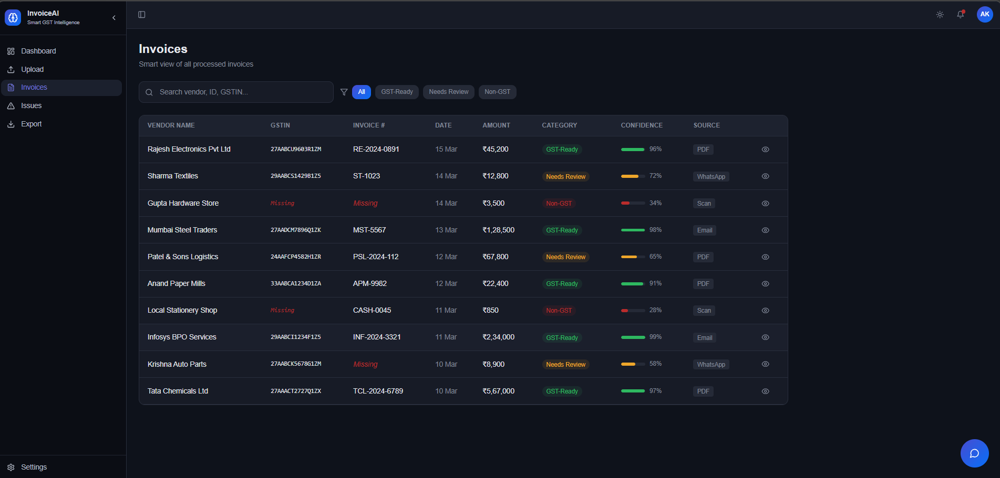 InvoiceAI
Smart GST Intelligence
AK
Dashboard
Upload
Invoices
Issues
Export
Settings
Invoices
Smart view of all processed invoices
Search vendor, ID, GSTIN...
All GST-Ready Needs Review Non-GST
VENDOR NAME GSTIN INVOICE # DATE AMOUNT CATEGORY CONFIDENCE SOURCE
Rajesh Electronics Pvt Ltd 27AABCU9603R1ZM RE-2024-0891 15 Mar ₹45,200 GST-Ready 96% PDF
Sharma Textiles 29AABCS1429B1Z5 ST-1023 14 Mar ₹12,800 Needs Review 72% WhatsApp
Gupta Hardware Store Missing Missing 14 Mar ₹3,500 Non-GST 34% Scan
Mumbai Steel Traders 27AADCM7896Q1ZK MST-5567 13 Mar ₹1,28,500 GST-Ready 98% Email
Patel & Sons Logistics 24AAFCP4582H1ZR PSL-2024-112 12 Mar ₹67,800 Needs Review 65% PDF
Anand Paper Mills 33AABCA1234D1ZA APM-9982 12 Mar ₹22,400 GST-Ready 91% PDF
Local Stationery Shop Missing CASH-0045 11 Mar ₹850 Non-GST 28% Scan
Infosys BPO Services 29AABCI1234F1Z5 INF-2024-3321 11 Mar ₹2,34,000 GST-Ready 99% Email
Krishna Auto Parts 27AABCK5678G1ZM Missing 10 Mar ₹8,900 Needs Review 58% WhatsApp
Tata Chemicals Ltd 27AAACT2727Q1ZX TCL-2024-6789 10 Mar ₹5,67,000 GST-Ready 97% PDF